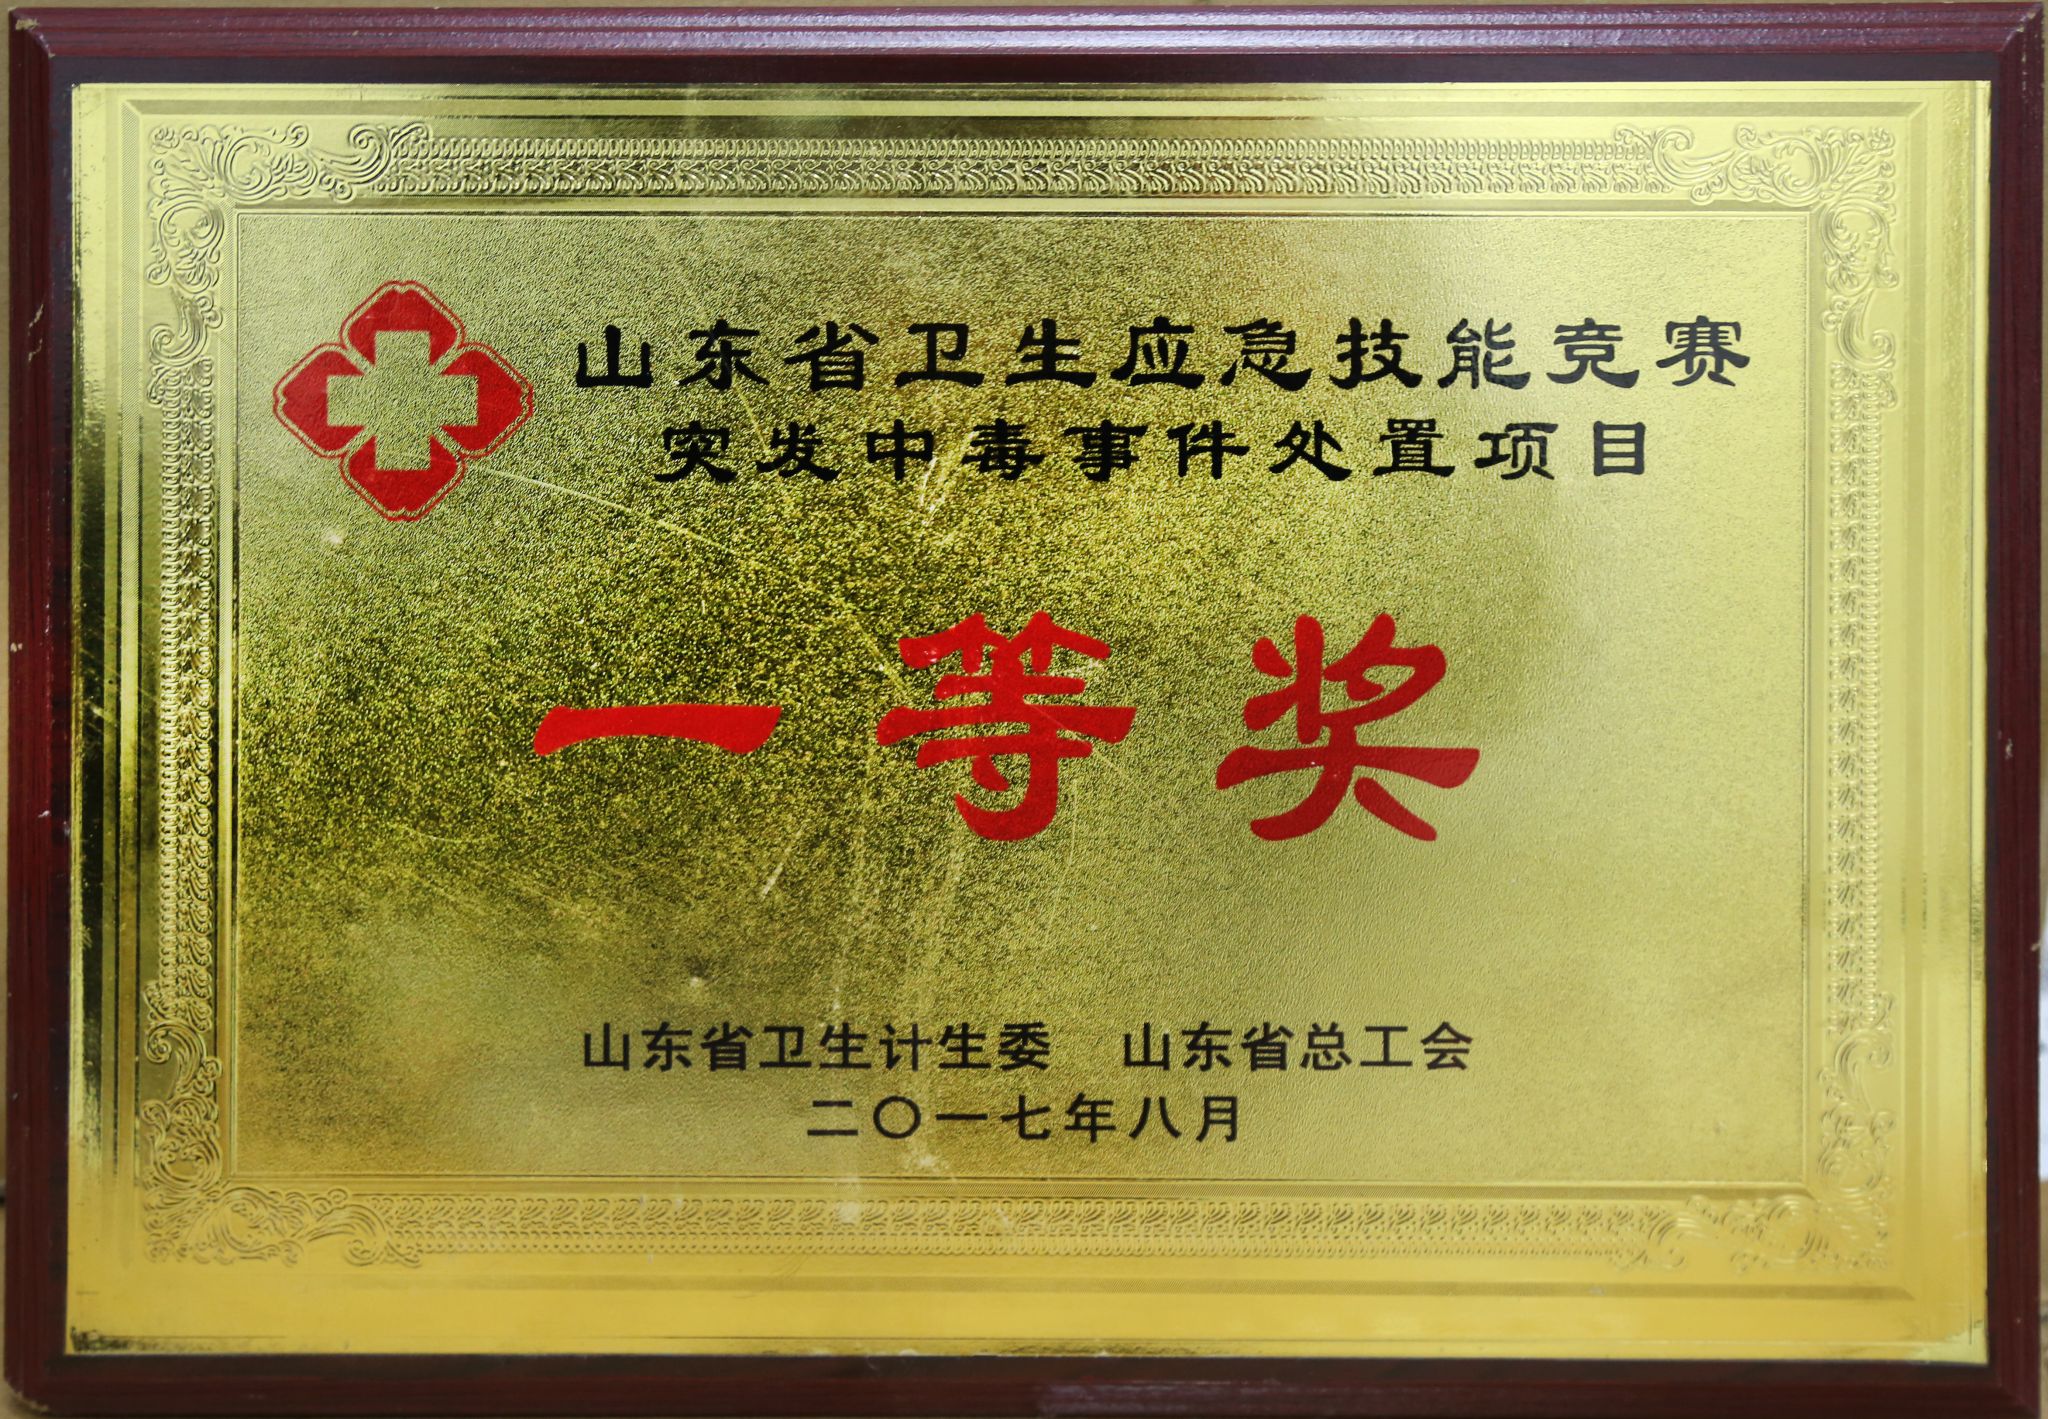 山东省卫生应急技能竞赛
突发中毒事件处置项目
一等奖
山东省卫生计生委 山东省总工会
二〇一七年八月